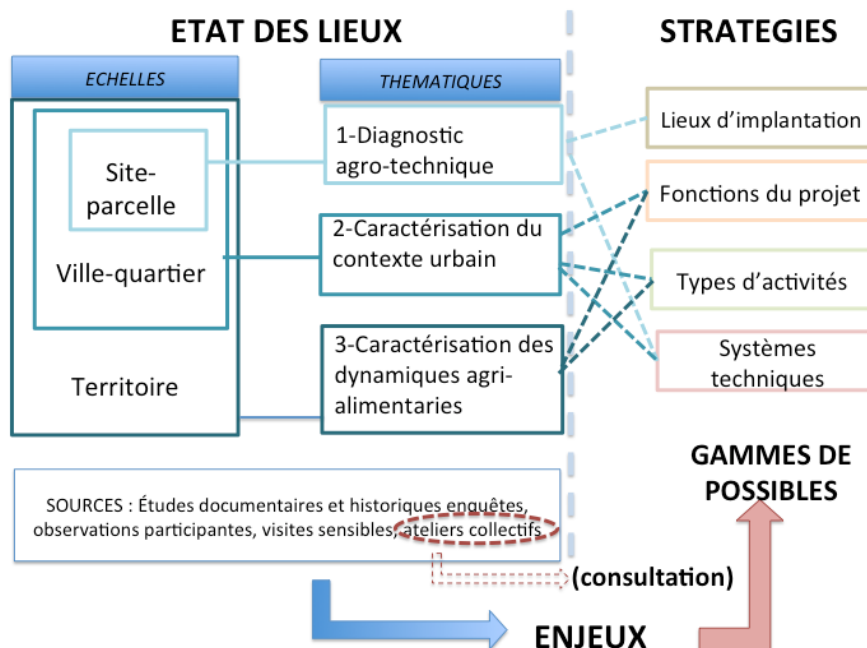 ETAT DES LIEUX
STRATEGIES
ECHELLES
THEMATIQUES
Site-
parcelle
Ville-quartier
Territoire
1-Diagnostic
agro-technique
2-Caractérisation du
contexte urbain
3-Caractérisation des
dynamiques agri-
alimentaries
Lieux d’implantation
Fonctions du projet
Types d’activités
Systèmes
techniques
GAMMES DE
POSSIBLES
SOURCES : Études documentaires et historiques enquêtes,
observations participantes, visites sensibles, ateliers collectifs
(consultation)
ENJEUX